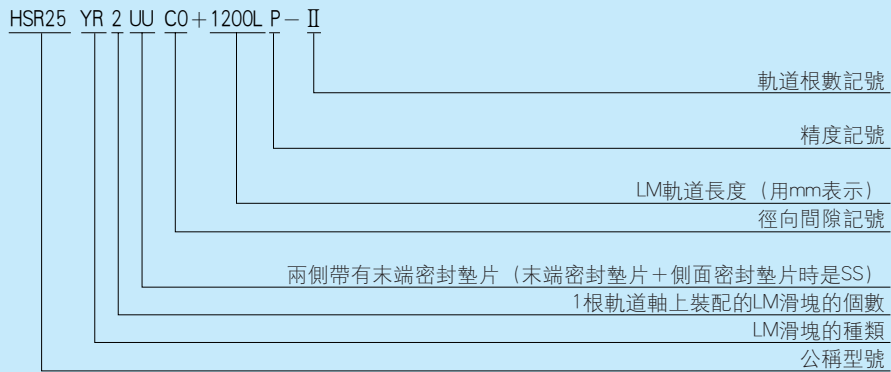 HSR25 YR 2 UU C0+1200L P-Ⅱ
軌道根數記號
精度記號
LM軌道長度（用mm表示）
徑向間隙記號
兩側帶有末端密封墊片（末端密封墊片＋側面密封墊片時是SS）
1根軌道軸上裝配的LM滑塊的個數
LM滑塊的種類
公稱型號